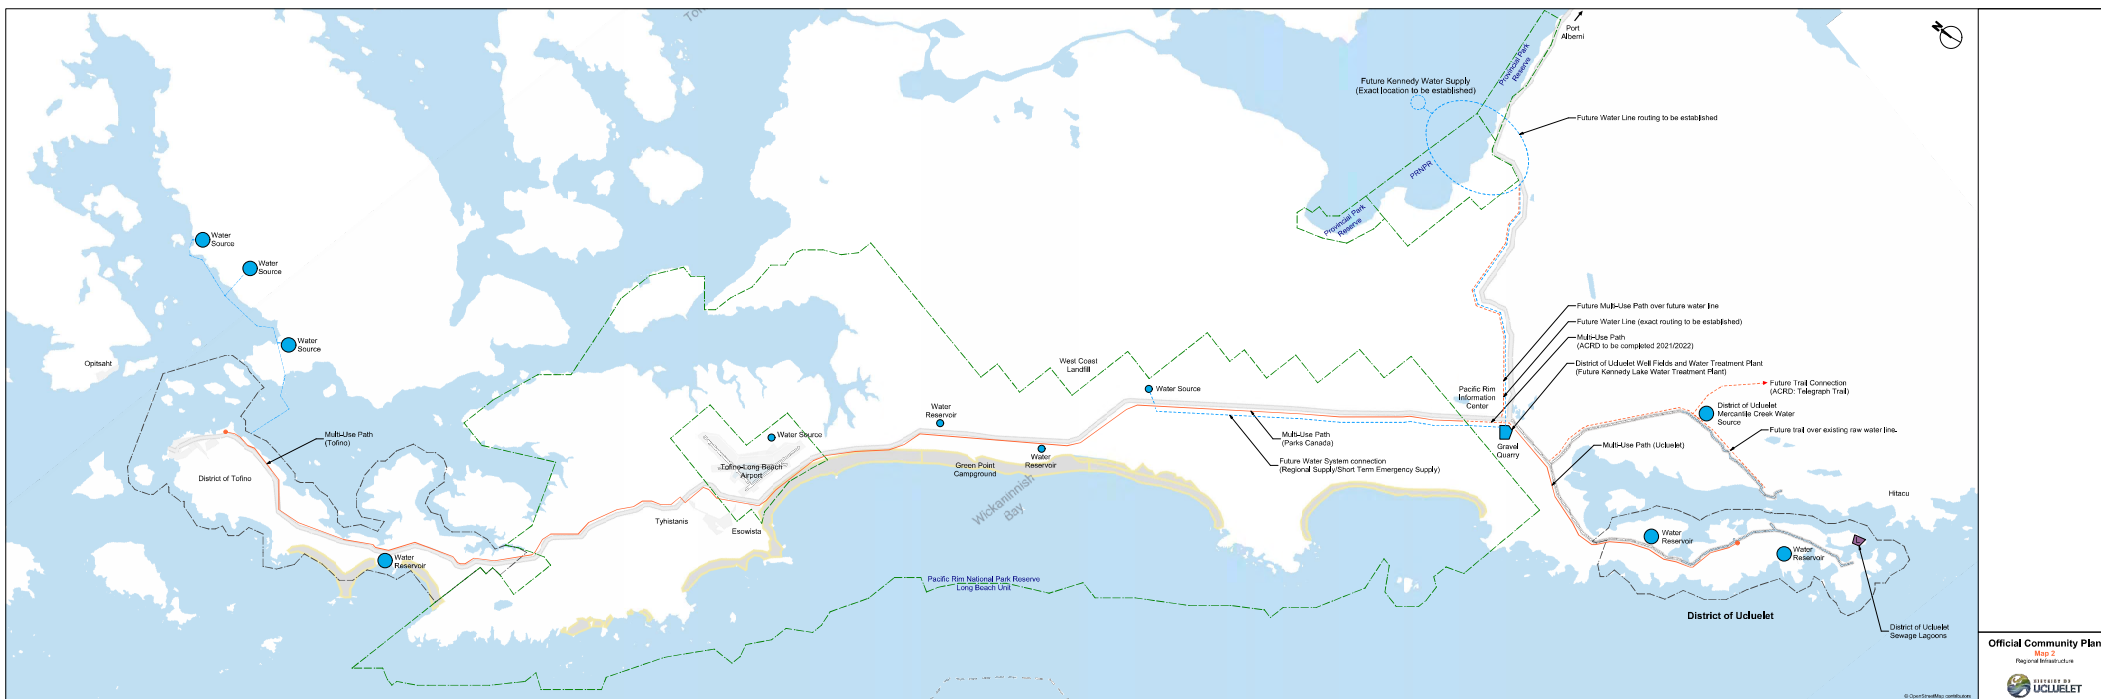 N
Port
Alberni
Provincial Park
Reserve
Future Kennedy Water Supply
(Exact location to be established)
Future Water Line routing to be established
PRNPR
Provincial Park
Reserve
Water
Source
Water
Source
Water
Source
Opitsaht
Future Multi-Use Path over future water line
Future Water Line (exact routing to be established)
Multi-Use Path
(ACRD to be completed 2021/2022)
District of Ucluelet Well Fields and Water Treatment Plant
(Future Kennedy Lake Water Treatment Plant)
West Coast
Landfill
Water Source
Pacific Rim
Information
Center
Future Trail Connection
(ACRD: Telegraph Trail)
District of Ucluelet
Mercantile Creek Water
Source
Future trail over existing raw water line
Water
Reservoir
Water Source
Multi-Use Path
(Tofino)
Multi-Use Path
(Parks Canada)
Multi-Use Path (Ucluelet)
Gravel
Quarry
Water
Reservoir
Future Water System connection
(Regional Supply/Short Term Emergency Supply)
Tofino-Long Beach
Airport
Green Point
Campground
District of Tofino
Wickaninnish
Bay
Hitacu
Tyhistanis
Esowista
Water
Reservoir
Water
Reservoir
Water
Reservoir
Pacific Rim National Park Reserve
Long Beach Unit
District of Ucluelet
District of Ucluelet
Sewage Lagoons
Official Community Plan
Map 2
Regional Infrastructure
DISTRICT OF
UCLUELET
© OpenStreetMap contributors